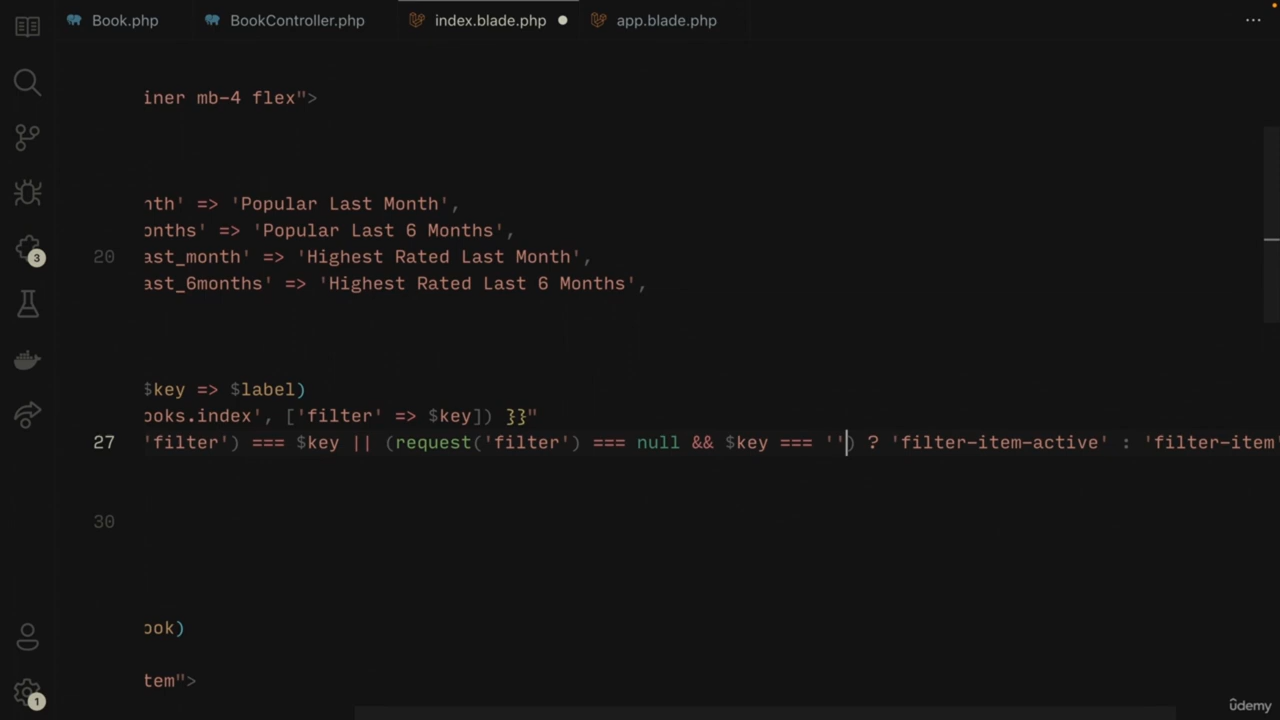 Book.php
BookController.php
index.blade.php
app.blade.php
iner mb-4 flex">
nth' => 'Popular Last Month',
onths' => 'Popular Last 6 Months',
20 ast_month' => 'Highest Rated Last Month',
ast_6months' => 'Highest Rated Last 6 Months',
$key => $label)
ooks.index', ['filter' => $key]) }}"
27 'filter') === $key || (request('filter') === null && $key === '') ? 'filter-item-active' : 'filter-item'
30
ook)
tem">
3
1
ûdemy